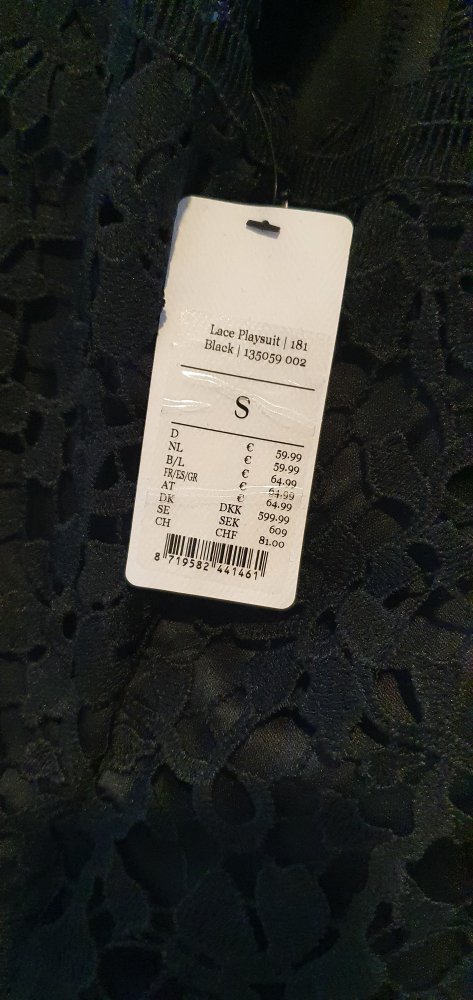 Lace Playsuit | 181
Black | 135059 002
S
D € 59.99
NL € 59.99
B/L € 64.99
FR/ES/GR € 64.99
AT € 64.99
DK DKK 599.99
SE SEK 609
CH CHF 81.00
8 719582 441461